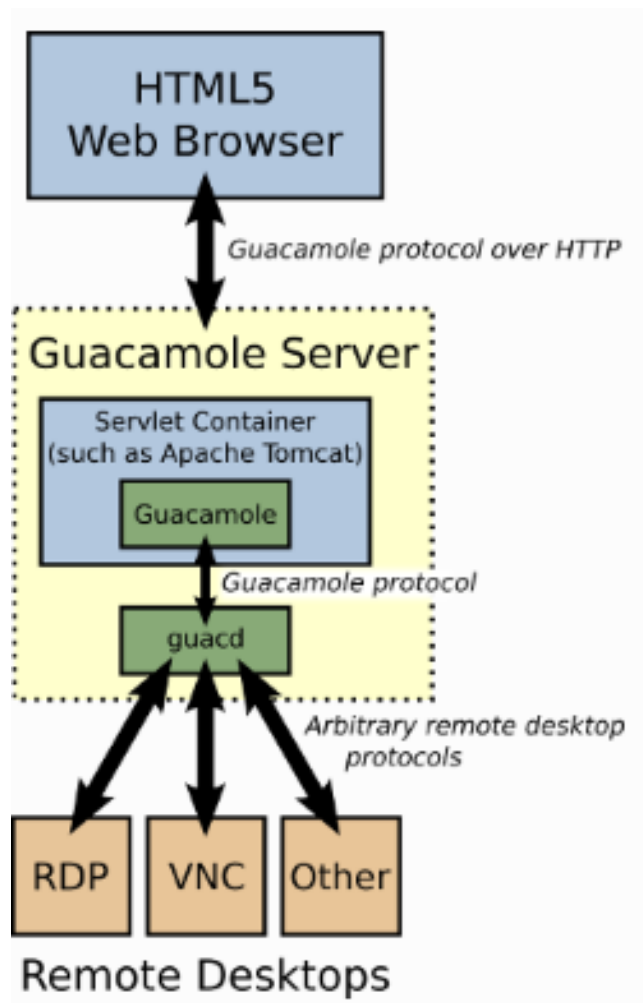 HTML5
Web Browser
Guacamole protocol over HTTP
Guacamole Server
Servlet Container
(such as Apache Tomcat)
Guacamole
Guacamole protocol
guacd
Arbitrary remote desktop
protocols
RDP
VNC
Other
Remote Desktops